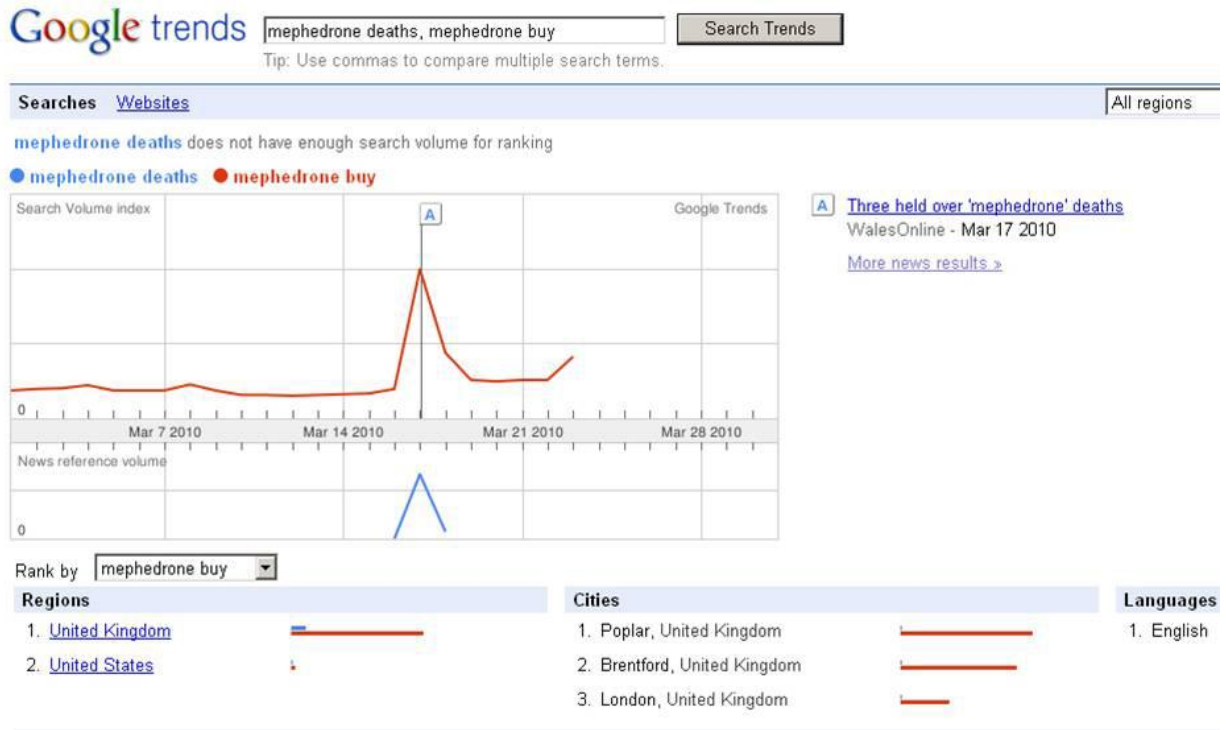 Google trends
mephedrone deaths, mephedrone buy
Search Trends
Tip: Use commas to compare multiple search terms.
Searches Websites
All regions
mephedrone deaths does not have enough search volume for ranking
mephedrone deaths mephedrone buy
Search Volume index
A
Google Trends
0
Mar 7 2010 Mar 14 2010 Mar 21 2010 Mar 28 2010
News reference volume
0
A Three held over 'mephedrone' deaths
WalesOnline - Mar 17 2010
More news results »
Rank by mephedrone buy
Regions
1. United Kingdom
2. United States
Cities
1. Poplar, United Kingdom
2. Brentford, United Kingdom
3. London, United Kingdom
Languages
1. English